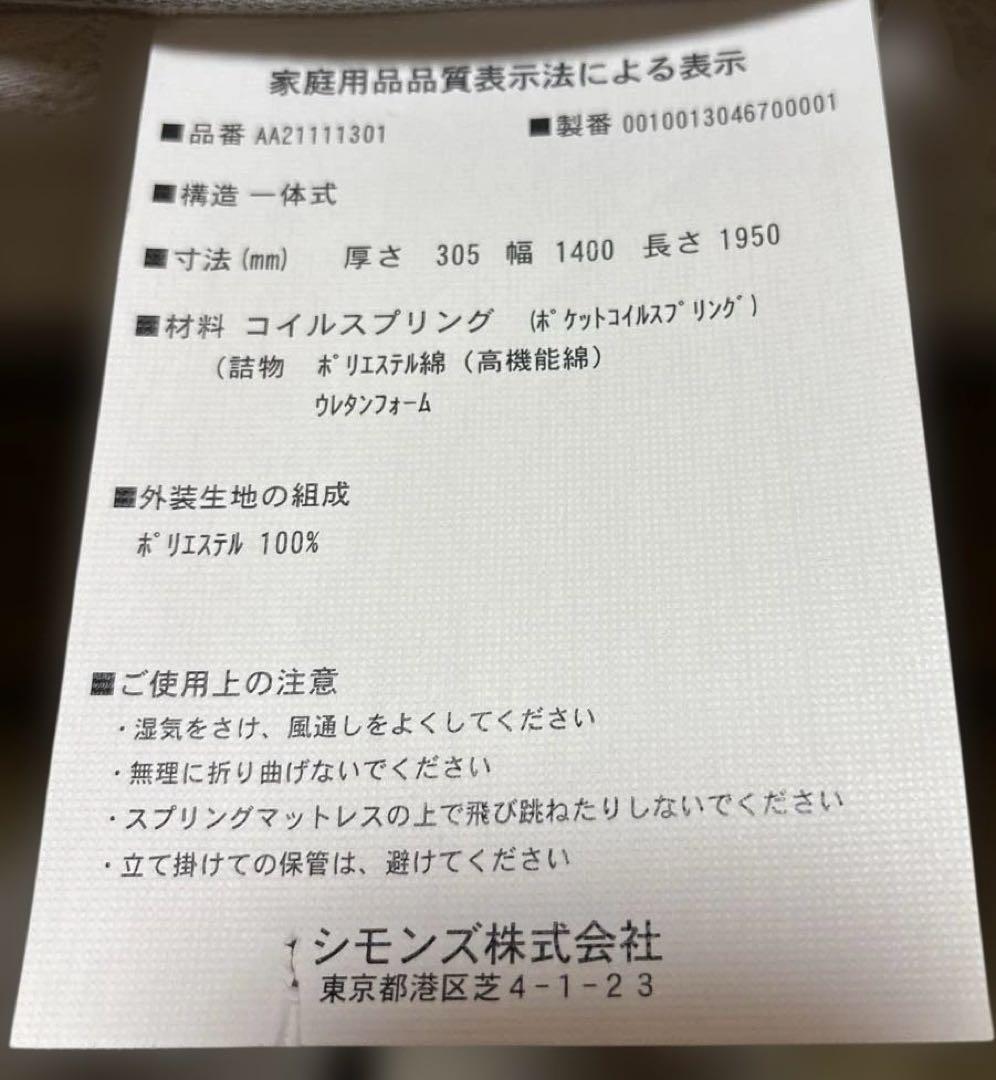 家庭用品品質表示法による表示
■品番 AA21111301 ■製番 0010013046700001
■構造 一体式
■寸法(mm) 厚さ 305 幅 1400 長さ 1950
■材料 コイルスプリング (ﾎﾟｹｯﾄｺｲﾙｽﾌﾟﾘﾝｸﾞ)
(詰物 ﾎﾟﾘｴｽﾃﾙ綿 (高機能綿)
ｳﾚﾀﾝﾌｫｰﾑ
■外装生地の組成
ﾎﾟﾘｴｽﾃﾙ 100%
■ご使用上の注意
・湿気をさけ、風通しをよくしてください
・無理に折り曲げないでください
・スプリングマットレスの上で飛び跳ねたりしないでください
・立て掛けての保管は、避けてください
シモンズ株式会社
東京都港区芝4-1-23